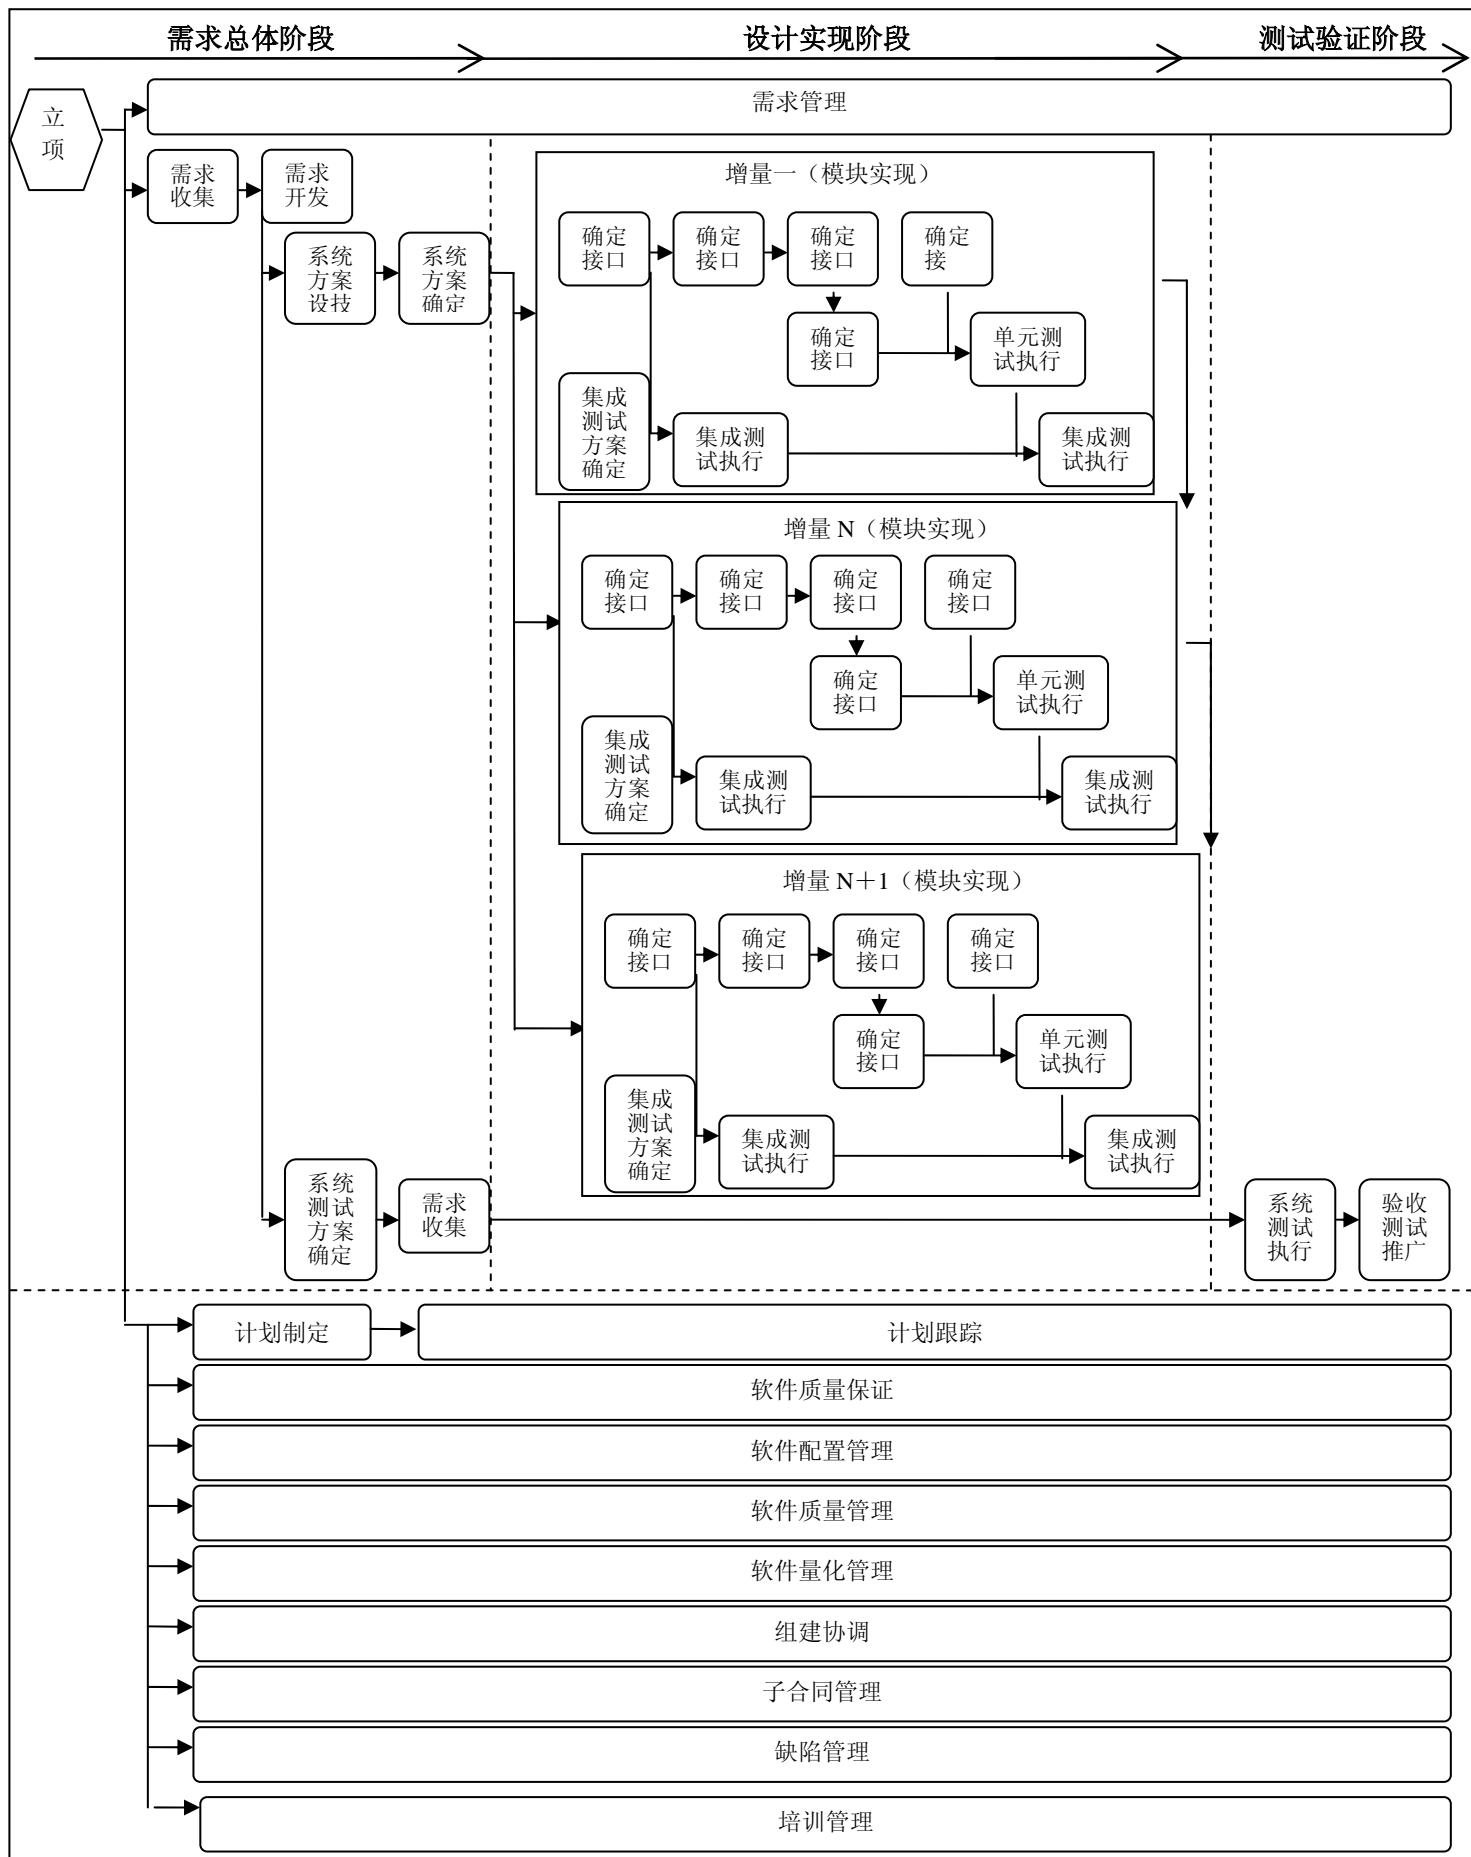 需求总体阶段
设计实现阶段
测试验证阶段
立
项
需求管理
需求
收集
需求
开发
系统
方案
设技
系统
方案
确定
增量一（模块实现）
确定
接口
确定
接口
确定
接口
确定
接
确定
接口
单元测
试执行
集成
测试
方案
确定
集成测
试执行
集成测
试执行
增量 N（模块实现）
确定
接口
确定
接口
确定
接口
确定
接口
确定
接口
单元测
试执行
集成
测试
方案
确定
集成测
试执行
集成测
试执行
增量 N＋1（模块实现）
确定
接口
确定
接口
确定
接口
确定
接口
确定
接口
单元测
试执行
集成
测试
方案
确定
集成测
试执行
集成测
试执行
系统
测试
方案
确定
需求
收集
系统
测试
执行
验收
测试
推广
计划制定
计划跟踪
软件质量保证
软件配置管理
软件质量管理
软件量化管理
组建协调
子合同管理
缺陷管理
培训管理